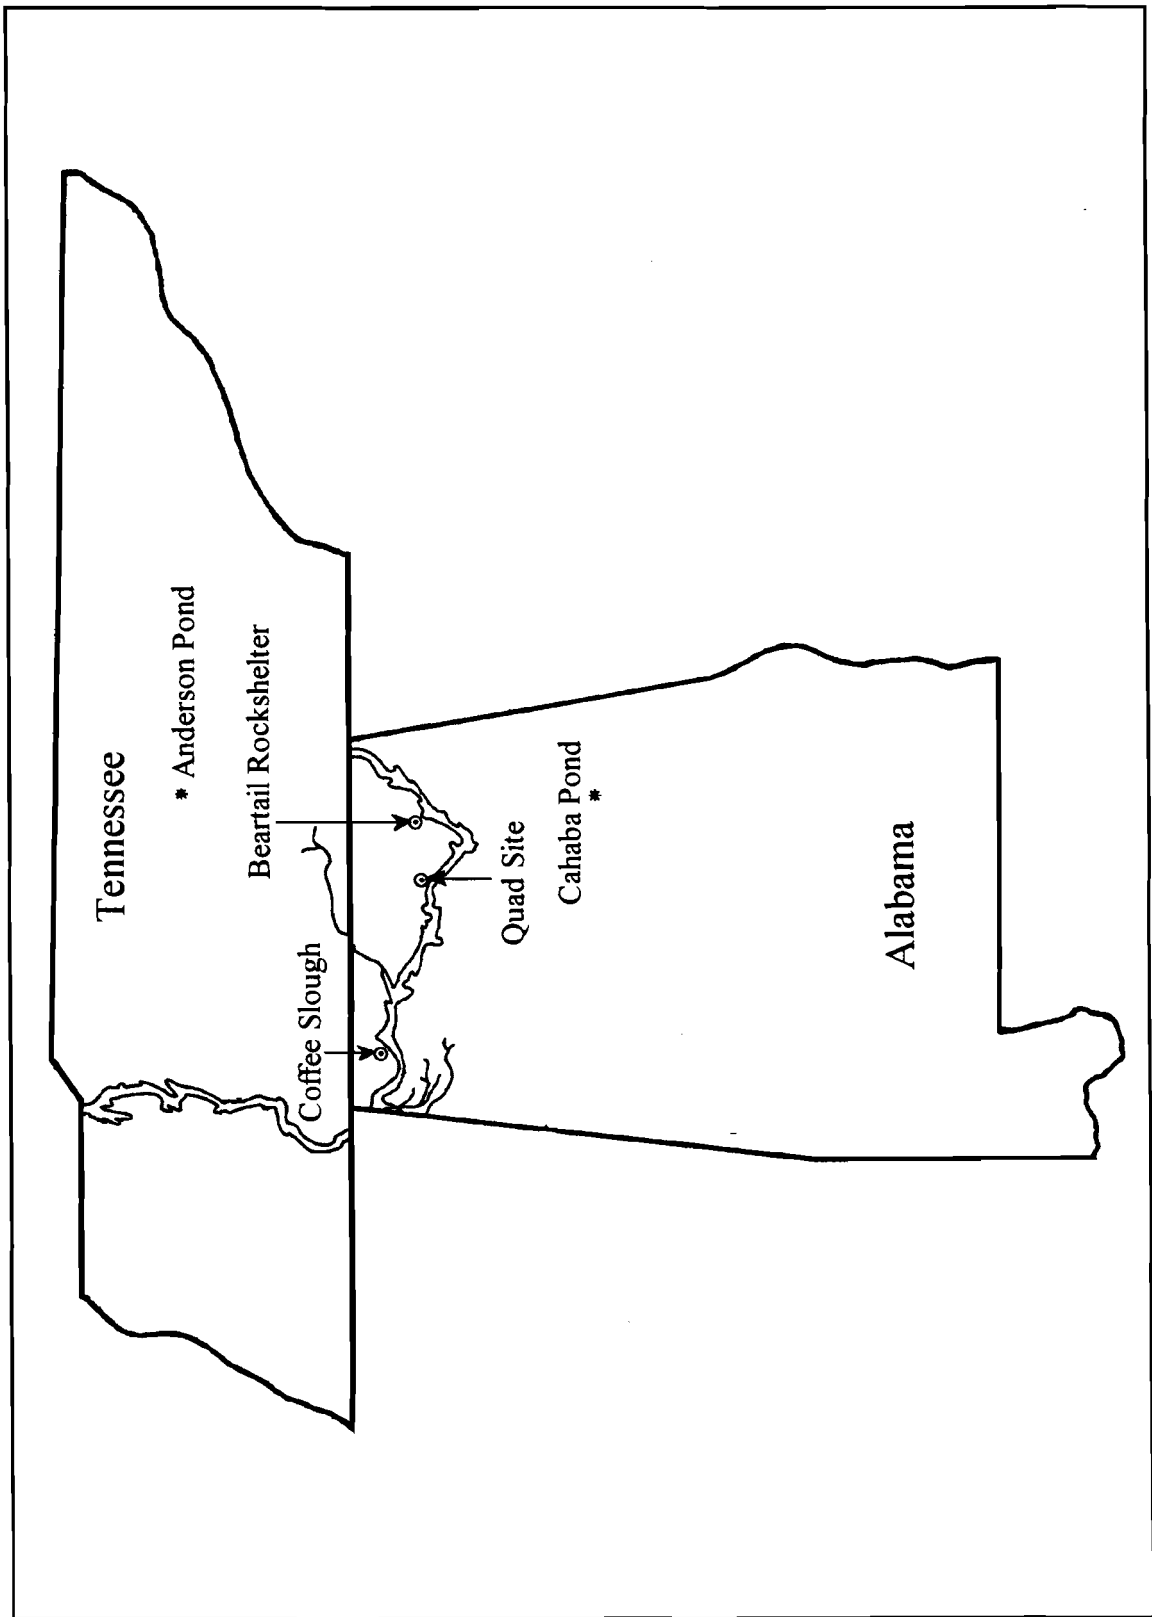 Tennessee
* Anderson Pond
Beartail Rockshelter
Coffee Slough
Quad Site
Cahaba Pond
*
Alabama